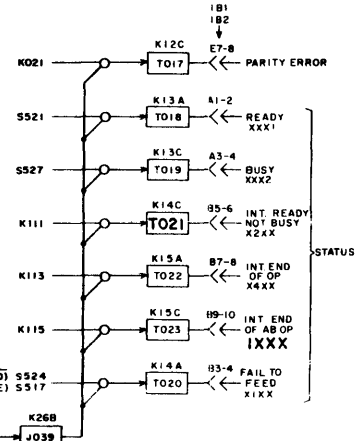 IB1
IB2
K021 K12C T017 E7-8 PARITY ERROR
S521 K13A T018 A1-2 READY
XXX1
S527 K13C T019 A3-4 BUSY
XXX2
K111 K14C T021 B5-6 INT. READY
NOT BUSY
X2XX
STATUS
K113 K15A T022 B7-8 INT. END
OF OP
X4XX
K115 K15C T023 B9-10 INT END
OF AB OP
1XXX
S524 K14A T020 B3-4 FAIL TO
E) S517 FEED
X1XX
K26B
J039